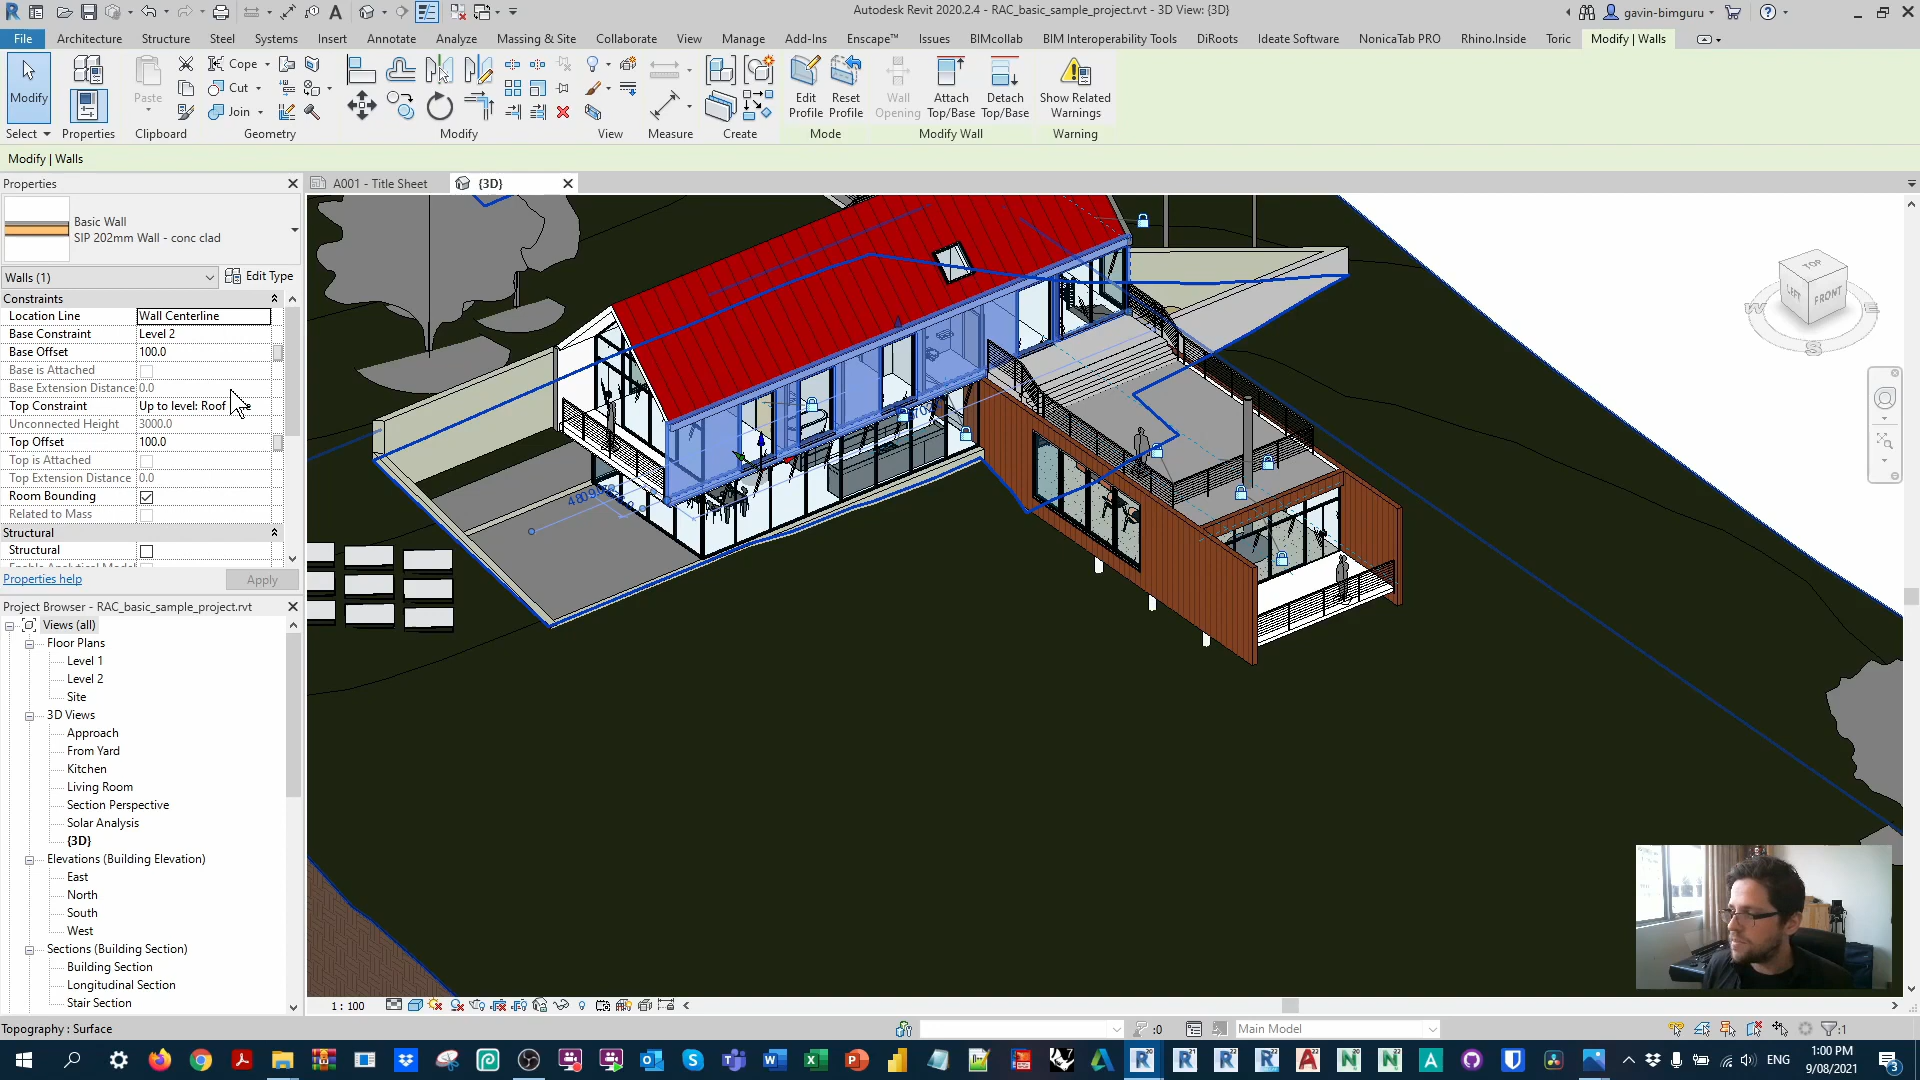 Autodesk Revit 2020.2.4 - RAC_basic_sample_project.rvt - 3D View: {3D}
gavin-bimguru
File
Architecture
Structure
Steel
Systems
Insert
Annotate
Analyze
Massing & Site
Collaborate
View
Manage
Add-Ins
Enscape™
Issues
BIMcollab
BIM Interoperability Tools
DiRoots
Ideate Software
NonicaTab PRO
Rhino.Inside
Toric
Modify | Walls
Modify
Paste
Cope
Cut
Join
Edit Profile
Reset Profile
Wall Opening
Attach Top/Base
Detach Top/Base
Show Related Warnings
Select
Properties
Clipboard
Geometry
Modify
View
Measure
Create
Mode
Modify Wall
Warning
Modify | Walls
Properties
A001 - Title Sheet
{3D}
Basic Wall
SIP 202mm Wall - conc clad
Walls (1)
Edit Type
Constraints
Location Line
Wall Centerline
Base Constraint
Level 2
Base Offset
100.0
Base is Attached
Base Extension Distance
0.0
Top Constraint
Up to level: Roof
Unconnected Height
3000.0
Top Offset
100.0
Top is Attached
Top Extension Distance
0.0
Room Bounding
Related to Mass
Structural
Structural
Properties help
Apply
Project Browser - RAC_basic_sample_project.rvt
Views (all)
Floor Plans
Level 1
Level 2
Site
3D Views
Approach
From Yard
Kitchen
Living Room
Section Perspective
Solar Analysis
{3D}
Elevations (Building Elevation)
East
North
South
West
Sections (Building Section)
Building Section
Longitudinal Section
Stair Section
TOP
LEFT
FRONT
W
E
S
1 : 100
Topography : Surface
:0
Main Model
:1
ENG
1:00 PM
9/08/2021
3